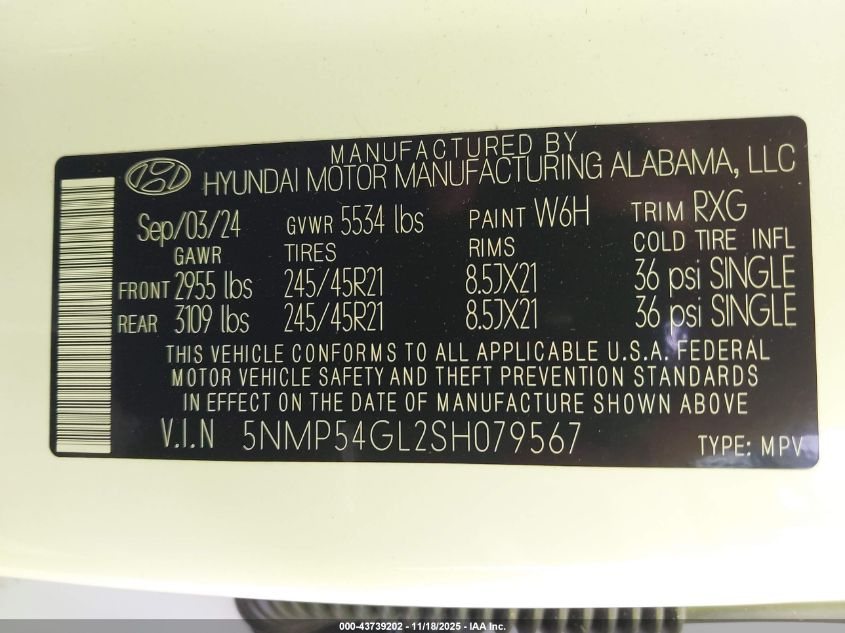 MANUFACTURED BY
HYUNDAI MOTOR MANUFACTURING ALABAMA, LLC
Sep/03/24 GVWR 5534 lbs PAINT W6H TRIM RXG
GAWR TIRES RIMS COLD TIRE INFL
FRONT 2955 lbs 245/45R21 8.5JX21 36 psi SINGLE
REAR 3109 lbs 245/45R21 8.5JX21 36 psi SINGLE
THIS VEHICLE CONFORMS TO ALL APPLICABLE U.S.A. FEDERAL
MOTOR VEHICLE SAFETY AND THEFT PREVENTION STANDARDS
IN EFFECT ON THE DATE OF MANUFACTURE SHOWN ABOVE
V.I.N 5NMP54GL2SH079567 TYPE: MPV
000-43739202 - 11/18/2025 - IAA Inc.